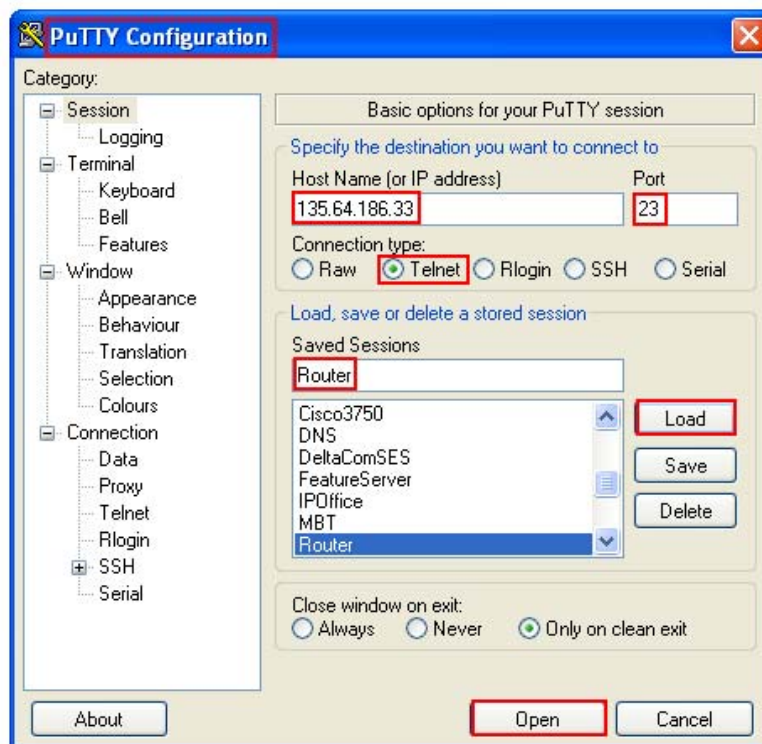 PuTTY Configuration
Category:
Session
Logging
Terminal
Keyboard
Bell
Features
Window
Appearance
Behaviour
Translation
Selection
Colours
Connection
Data
Proxy
Telnet
Rlogin
SSH
Serial
Basic options for your PuTTY session
Specify the destination you want to connect to
Host Name (or IP address) Port
135.64.186.33 23
Connection type:
Raw Telnet Rlogin SSH Serial
Load, save or delete a stored session
Saved Sessions
Router
Cisco3750
DNS
DeltaComSES
FeatureServer
IPOffice
MBT
Router
Load
Save
Delete
Close window on exit:
Always Never Only on clean exit
About Open Cancel